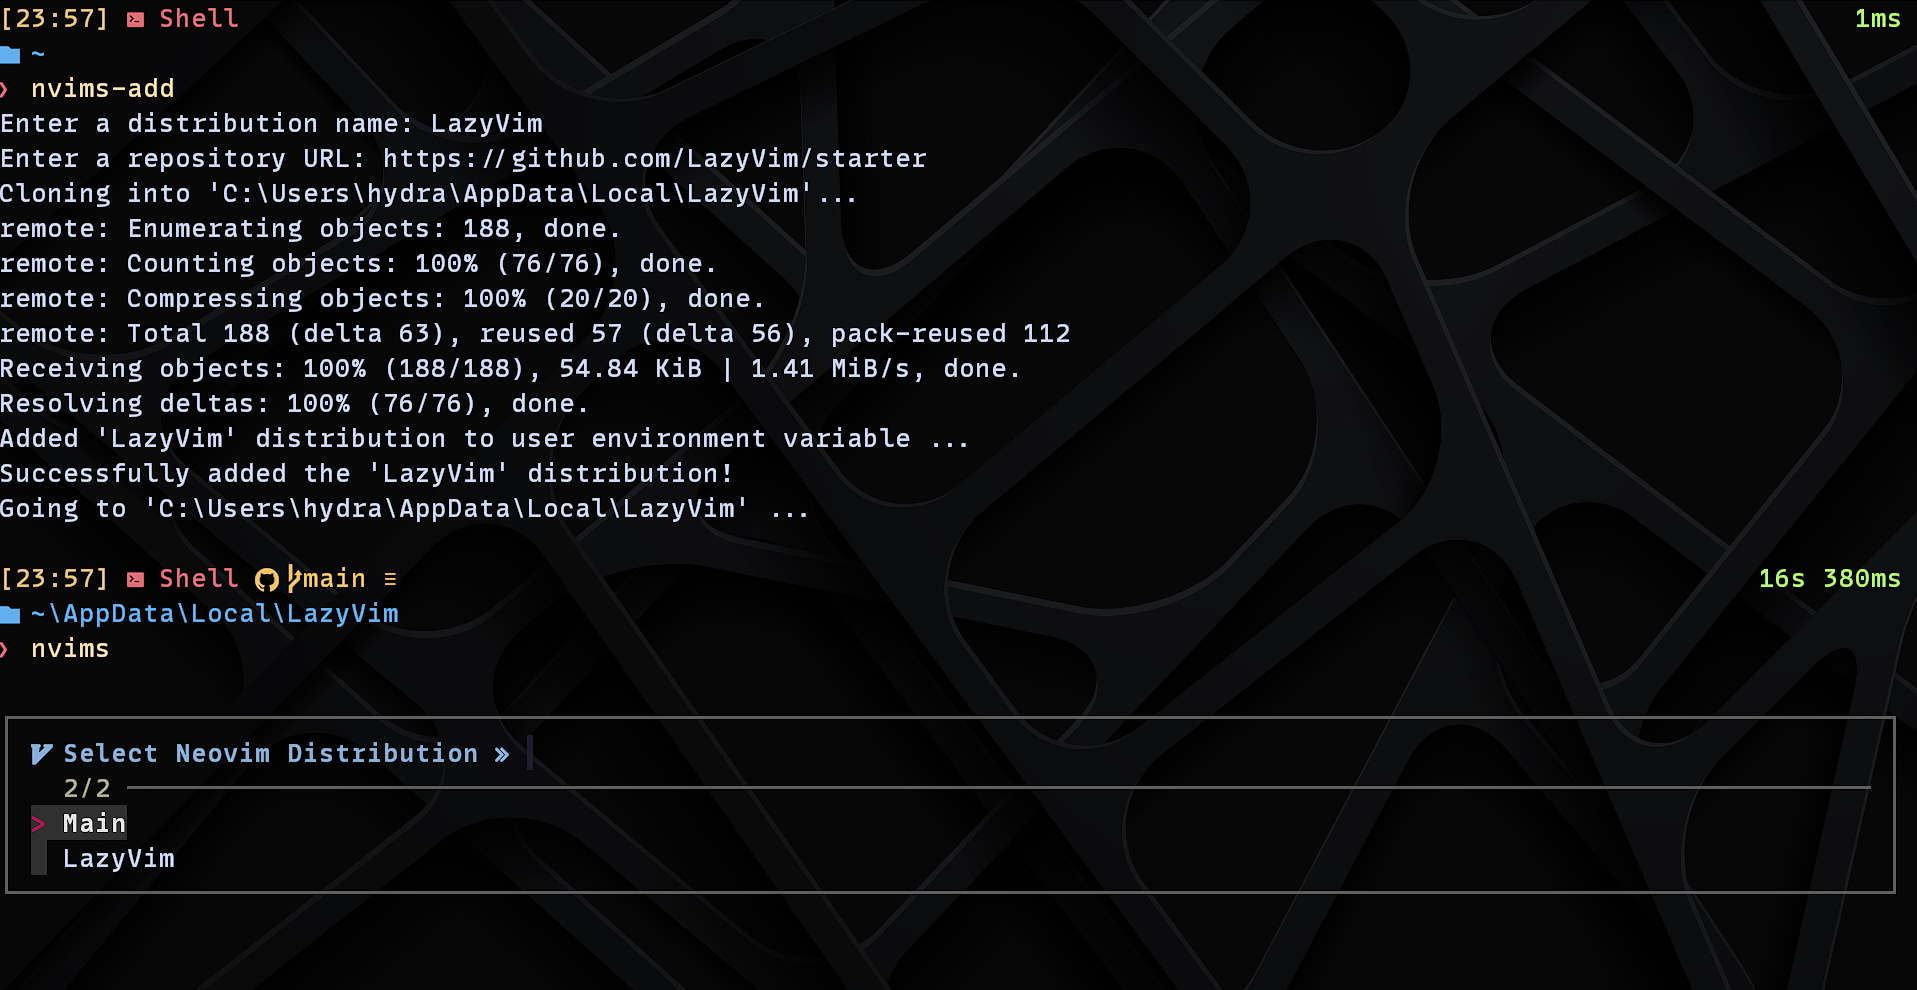 [23:57] Shell 1ms
~
❯ nvims-add
Enter a distribution name: LazyVim
Enter a repository URL: https://github.com/LazyVim/starter
Cloning into 'C:\Users\hydra\AppData\Local\LazyVim'...
remote: Enumerating objects: 188, done.
remote: Counting objects: 100% (76/76), done.
remote: Compressing objects: 100% (20/20), done.
remote: Total 188 (delta 63), reused 57 (delta 56), pack-reused 112
Receiving objects: 100% (188/188), 54.84 KiB | 1.41 MiB/s, done.
Resolving deltas: 100% (76/76), done.
Added 'LazyVim' distribution to user environment variable ...
Successfully added the 'LazyVim' distribution!
Going to 'C:\Users\hydra\AppData\Local\LazyVim' ...
[23:57] Shell main ≡ 16s 380ms
~\AppData\Local\LazyVim
❯ nvims
Select Neovim Distribution »
2/2
> Main
LazyVim